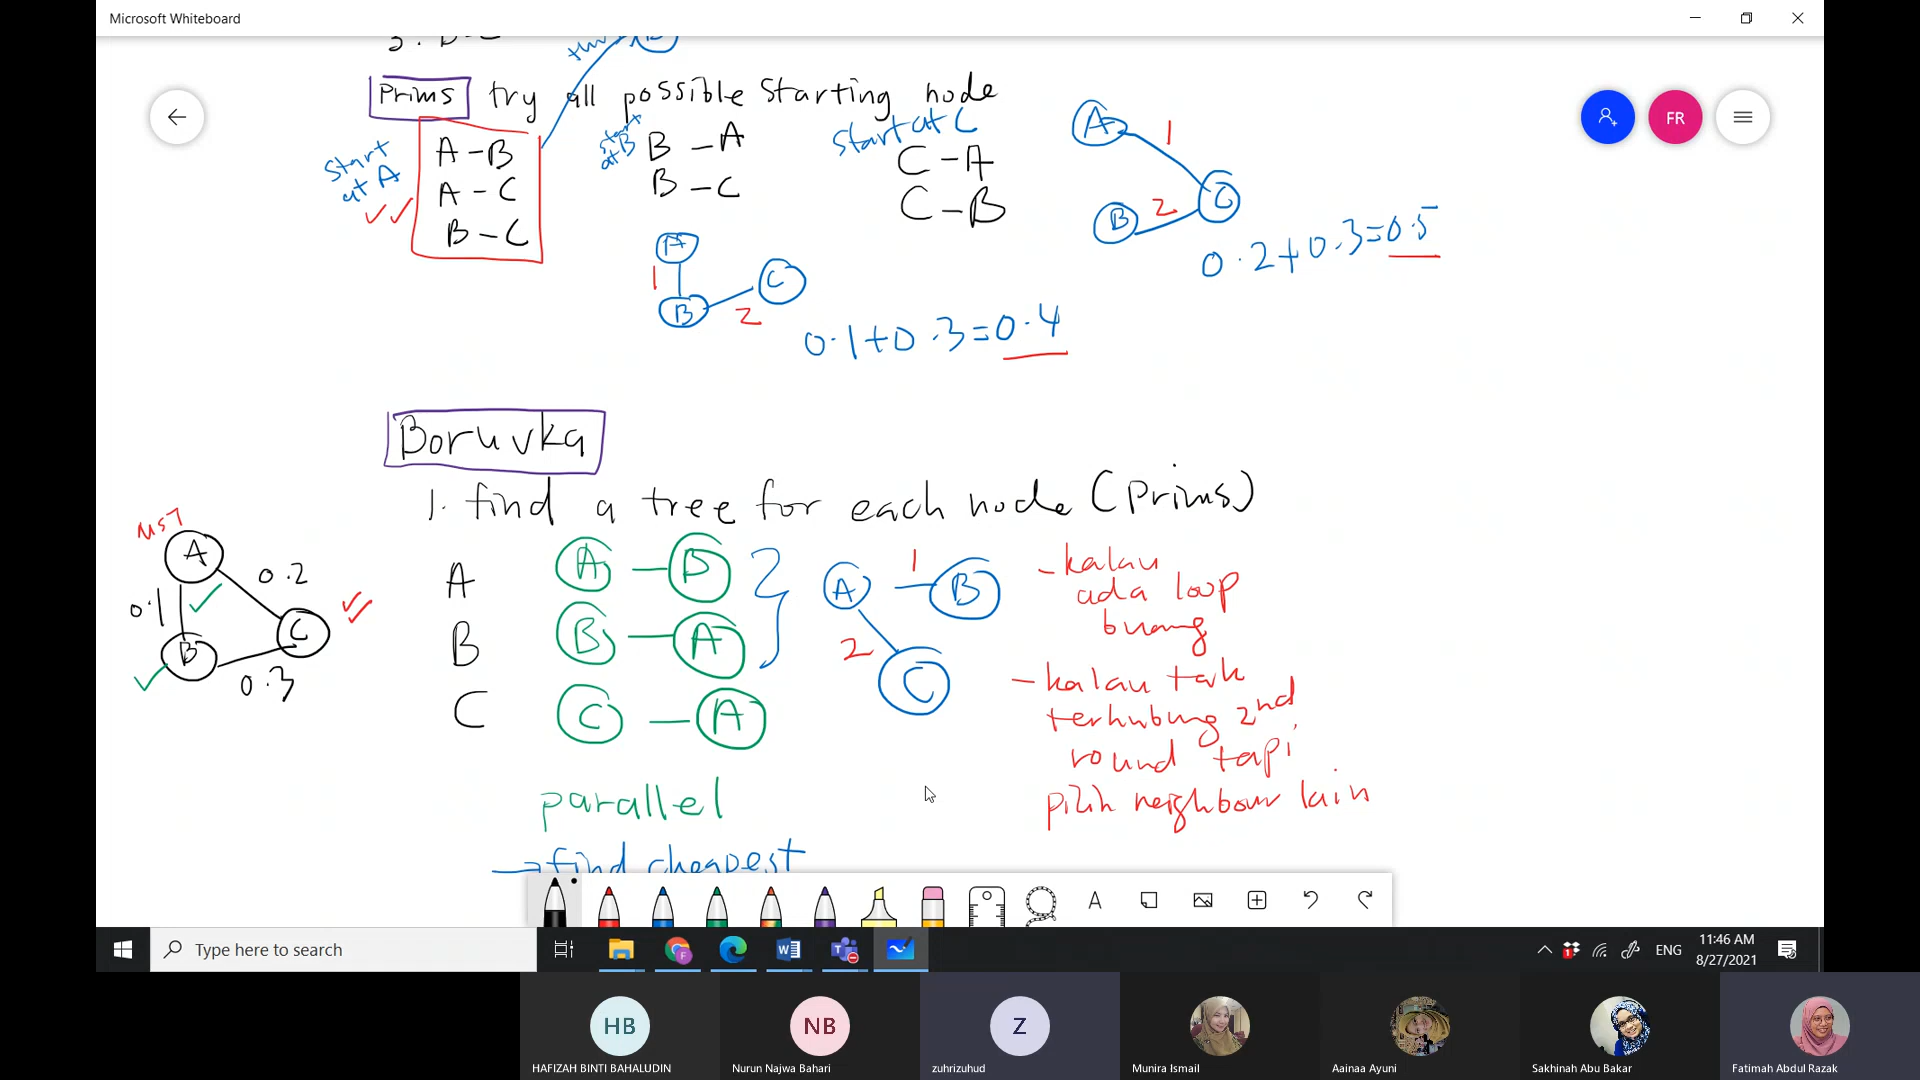 Microsoft Whiteboard
Prims try all possible starting node
FR
start at A
A - B
A - C
B - C
start at B
B - A
B - C
start at C
C - A
C - B
A
1
B
2
C
0.2+0.3=0.5
A
1
B
2
C
0.1+0.3=0.4
Boruvka
1. find a tree for each node (Prims)
MST
A
0.2
0.1
C
B
0.3
A
B
C
A - B
B - A
C - A
A
1
B
2
C
- kalau
ada loop
buang
- kalau tak
terhubung 2nd
round tapi
pilih neighbour lain
parallel
→ find cheapest
A
Type here to search
ENG
11:46 AM
8/27/2021
HB
HAFIZAH BINTI BAHALUDIN
NB
Nurun Najwa Bahari
Z
zuhrizuhud
Munira Ismail
Aainaa Ayuni
Sakhinah Abu Bakar
Fatimah Abdul Razak